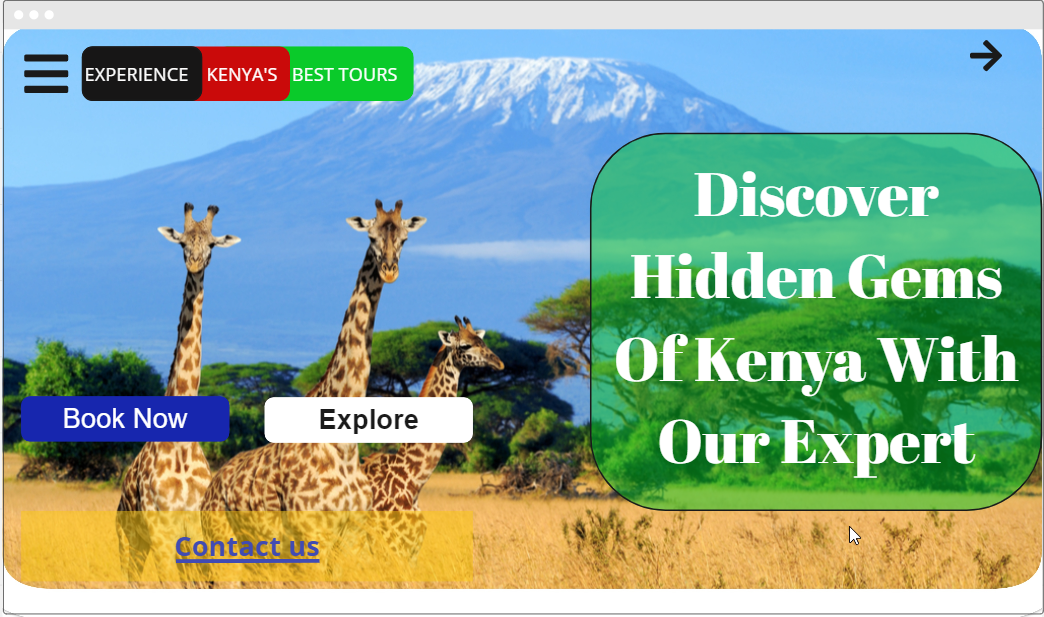 EXPERIENCE KENYA'S BEST TOURS
Discover
Hidden Gems
Of Kenya With
Our Expert
Book Now
Explore
Contact us